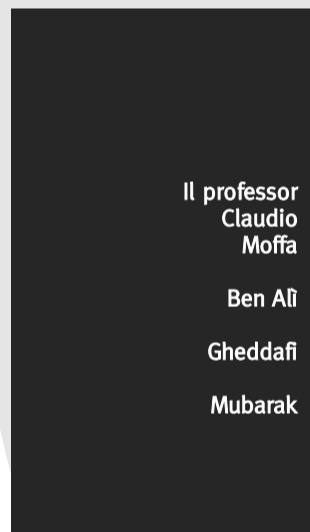 Il professor
Claudio
Moffa
Ben Alì
Gheddafi
Mubarak